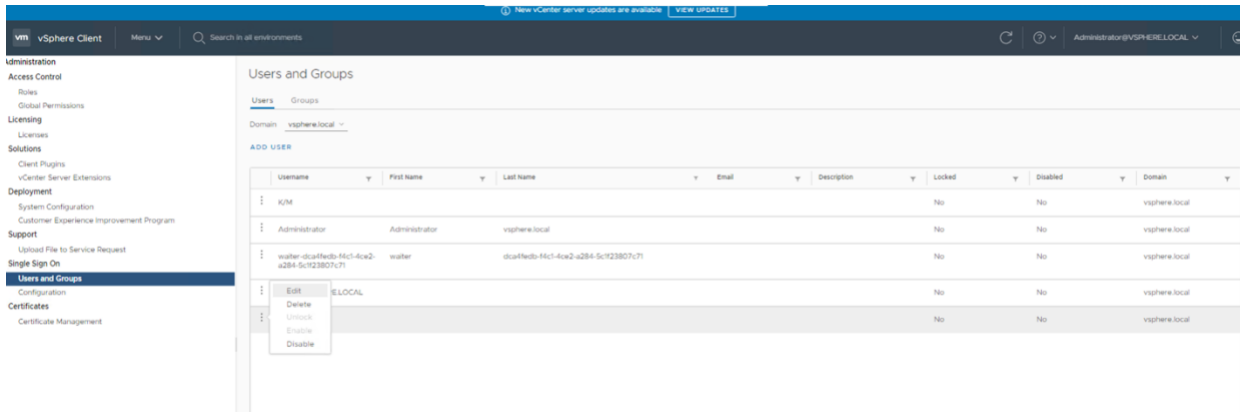 New vCenter server updates are available VIEW UPDATES
vm vSphere Client Menu Search in all environments Administrator@VSPHERE.LOCAL
Administration
Access Control
Roles
Global Permissions
Licensing
Licenses
Solutions
Client Plugins
vCenter Server Extensions
Deployment
System Configuration
Customer Experience Improvement Program
Support
Upload File to Service Request
Single Sign On
Users and Groups
Configuration
Certificates
Certificate Management
Users and Groups
Users Groups
Domain vsphere.local
ADD USER
Username First Name Last Name Email Description Locked Disabled Domain
K/M No No vsphere.local
Administrator Administrator vsphere.local No No vsphere.local
waiter-dca4fedb-f4c1-4ce2- waiter dca4fedb-f4c1-4ce2-a284-5c1f23807c71 No No vsphere.local
a284-5c1f23807c71
RE.LOCAL No No vsphere.local
No No vsphere.local
Edit
Delete
Unlock
Enable
Disable